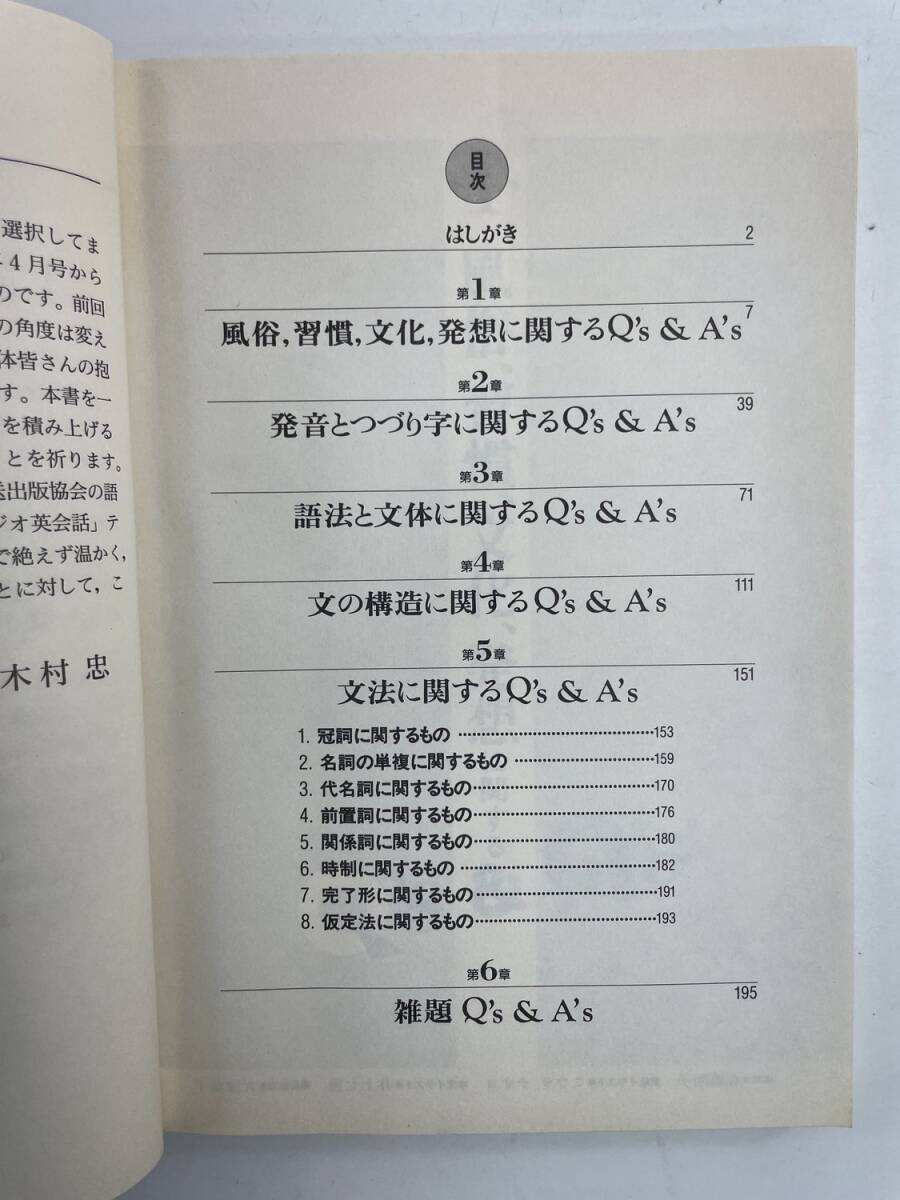 選択してま
4月号から
のです。前回
の角度は変え
体皆さんの抱
す。本書を一
を積み上げる
とを祈ります。
送出版協会の語
ジオ英会話」テ
で絶えず温かく,
とに対して, こ
木村 忠
目次
はしがき 2
第1章
風俗,習慣,文化,発想に関するQ's & A's 7
第2章
発音とつづり字に関するQ's & A's 39
第3章
語法と文体に関するQ's & A's 71
第4章
文の構造に関するQ's & A's 111
第5章
文法に関するQ's & A's 151
1. 冠詞に関するもの 153
2. 名詞の単複に関するもの 159
3. 代名詞に関するもの 170
4. 前置詞に関するもの 176
5. 関係詞に関するもの 180
6. 時制に関するもの 182
7. 完了形に関するもの 191
8. 仮定法に関するもの 193
第6章
雑題 Q's & A's 195